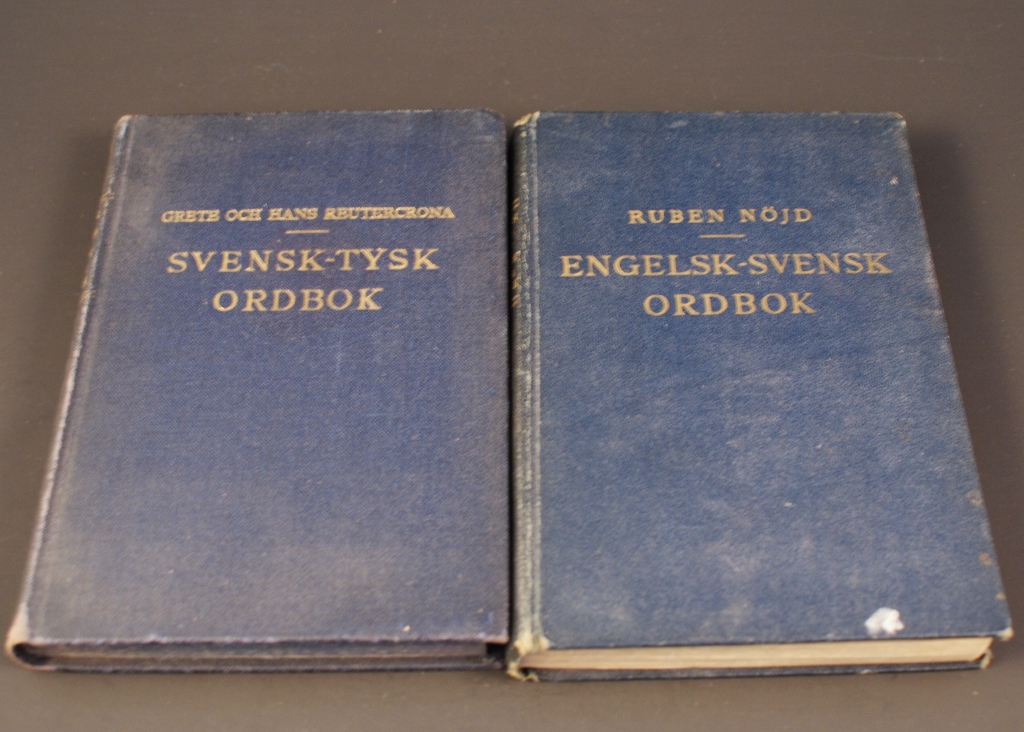 GRETE OCH HANS REUTERCRONA
SVENSK-TYSK
ORDBOK
RUBEN NÖJD
ENGELSK-SVENSK
ORDBOK